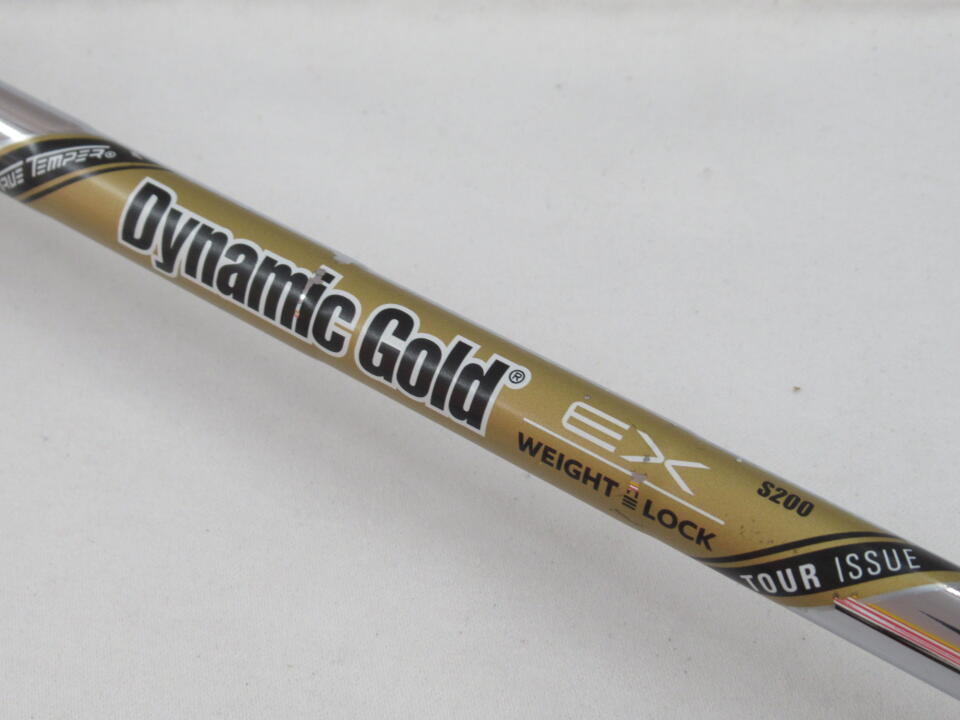 TRUE TEMPER®
Dynamic Gold®
EX
WEIGHT LOCK
S200
TOUR ISSUE